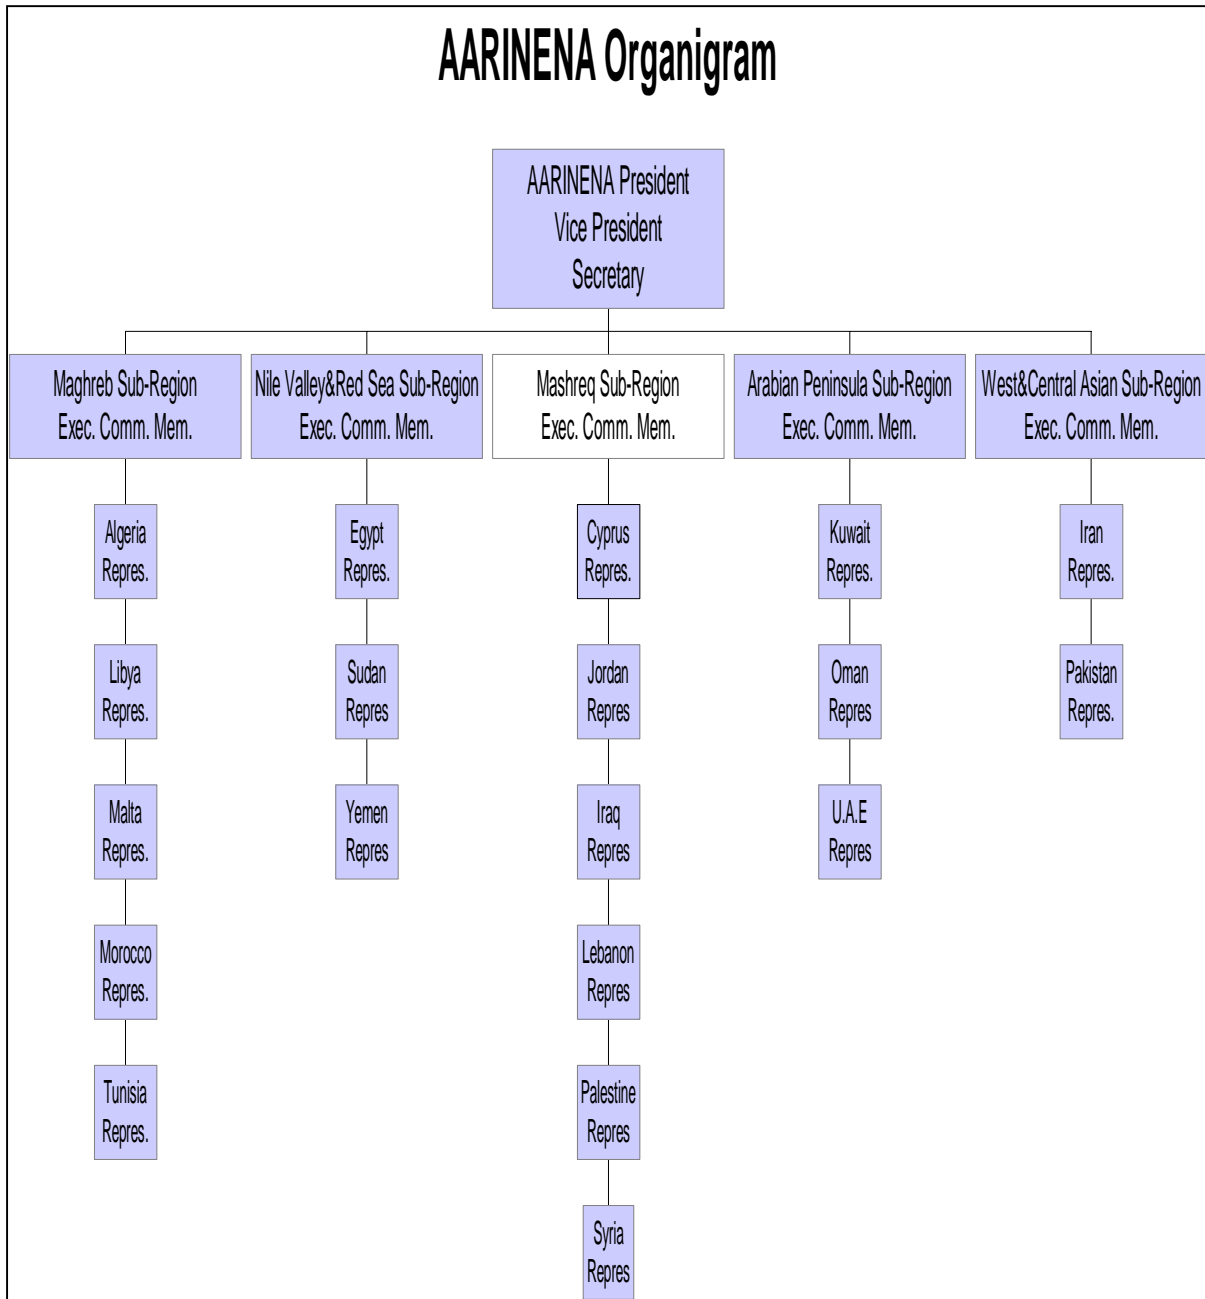 AARINENA Organigram
AARINENA President
Vice President
Secretary
Maghreb Sub-Region
Exec. Comm. Mem.
Nile Valley&Red Sea Sub-Region
Exec. Comm. Mem.
Mashreq Sub-Region
Exec. Comm. Mem.
Arabian Peninsula Sub-Region
Exec. Comm. Mem.
West&Central Asian Sub-Region
Exec. Comm. Mem.
Algeria
Repres.
Libya
Repres.
Malta
Repres.
Morocco
Repres.
Tunisia
Repres.
Egypt
Repres.
Sudan
Repres
Yemen
Repres
Cyprus
Repres.
Jordan
Repres
Iraq
Repres
Lebanon
Repres
Palestine
Repres
Syria
Repres
Kuwait
Repres.
Oman
Repres
U.A.E
Repres
Iran
Repres.
Pakistan
Repres.